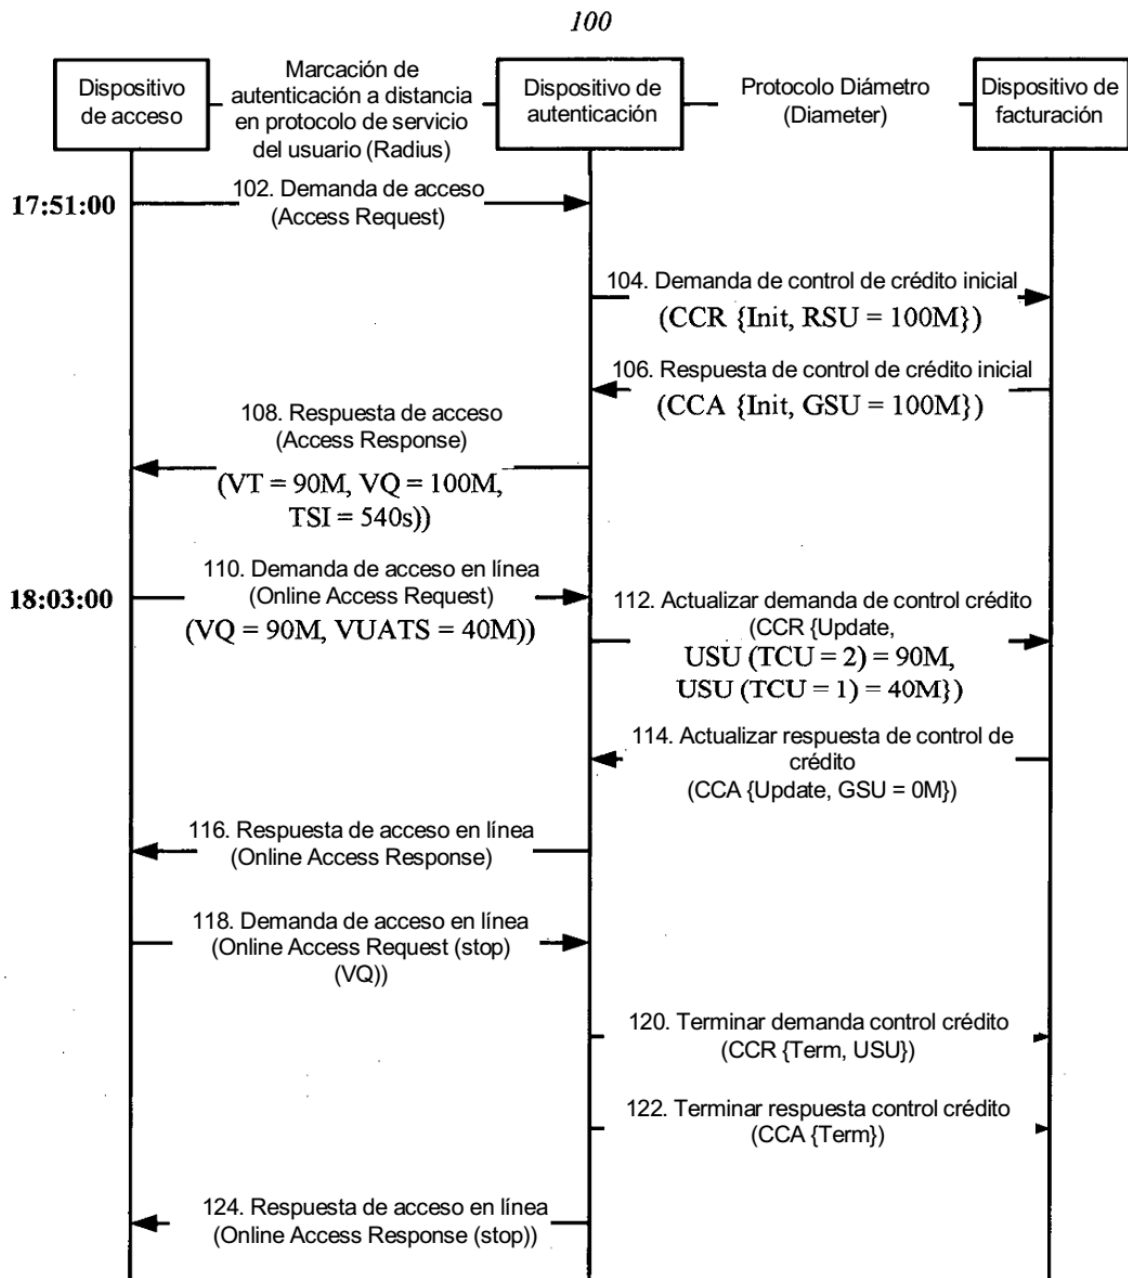 100
Dispositivo
de acceso
Marcación de
autenticación a distancia
en protocolo de servicio
del usuario (Radius)
Dispositivo de
autenticación
Protocolo Diámetro
(Diameter)
Dispositivo de
facturación
17:51:00
102. Demanda de acceso
(Access Request)
104. Demanda de control de crédito inicial
(CCR {Init, RSU = 100M})
106. Respuesta de control de crédito inicial
(CCA {Init, GSU = 100M})
108. Respuesta de acceso
(Access Response)
(VT = 90M, VQ = 100M,
TSI = 540s))
18:03:00
110. Demanda de acceso en línea
(Online Access Request)
(VQ = 90M, VUATS = 40M))
112. Actualizar demanda de control crédito
(CCR {Update,
USU (TCU = 2) = 90M,
USU (TCU = 1) = 40M})
114. Actualizar respuesta de control de
crédito
(CCA {Update, GSU = 0M})
116. Respuesta de acceso en línea
(Online Access Response)
118. Demanda de acceso en línea
(Online Access Request (stop)
(VQ))
120. Terminar demanda control crédito
(CCR {Term, USU})
122. Terminar respuesta control crédito
(CCA {Term})
124. Respuesta de acceso en línea
(Online Access Response (stop))